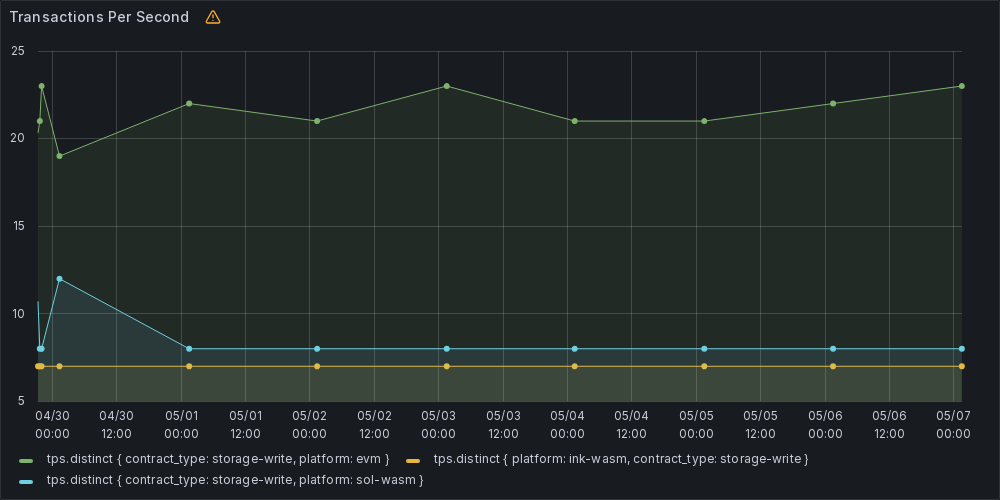 Transactions Per Second
25
20
15
10
5
04/30 04/30 05/01 05/01 05/02 05/02 05/03 05/03 05/04 05/04 05/05 05/05 05/06 05/06 05/07
00:00 12:00 00:00 12:00 00:00 12:00 00:00 12:00 00:00 12:00 00:00 12:00 00:00 12:00 00:00
tps.distinct { contract_type: storage-write, platform: evm } tps.distinct { platform: ink-wasm, contract_type: storage-write }
tps.distinct { contract_type: storage-write, platform: sol-wasm }